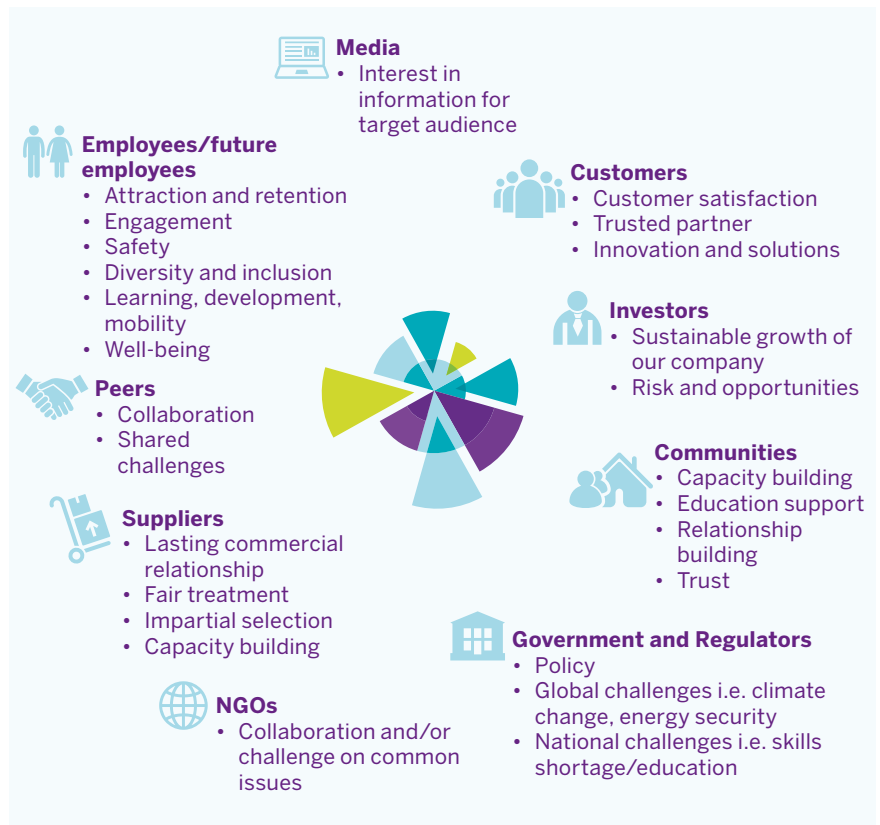 Media
• Interest in
information for
target audience
Employees/future
employees
• Attraction and retention
• Engagement
• Safety
• Diversity and inclusion
• Learning, development,
mobility
• Well-being
Customers
• Customer satisfaction
• Trusted partner
• Innovation and solutions
Investors
• Sustainable growth of
our company
• Risk and opportunities
Peers
• Collaboration
• Shared
challenges
Communities
• Capacity building
• Education support
• Relationship
building
• Trust
Suppliers
• Lasting commercial
relationship
• Fair treatment
• Impartial selection
• Capacity building
Government and Regulators
• Policy
• Global challenges i.e. climate
change, energy security
• National challenges i.e. skills
shortage/education
NGOs
• Collaboration and/or
challenge on common
issues